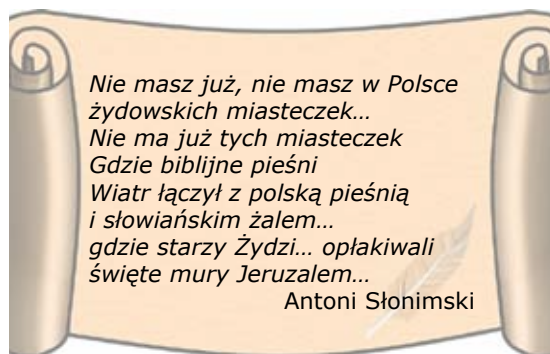 Nie masz już, nie masz w Polsce
żydowskich miasteczek…
Nie ma już tych miasteczek
Gdzie biblijne pieśni
Wiatr łączył z polską pieśnią
i słowiańskim żalem…
gdzie starzy Żydzi… opłakiwali
święte mury Jeruzalem…
Antoni Słonimski